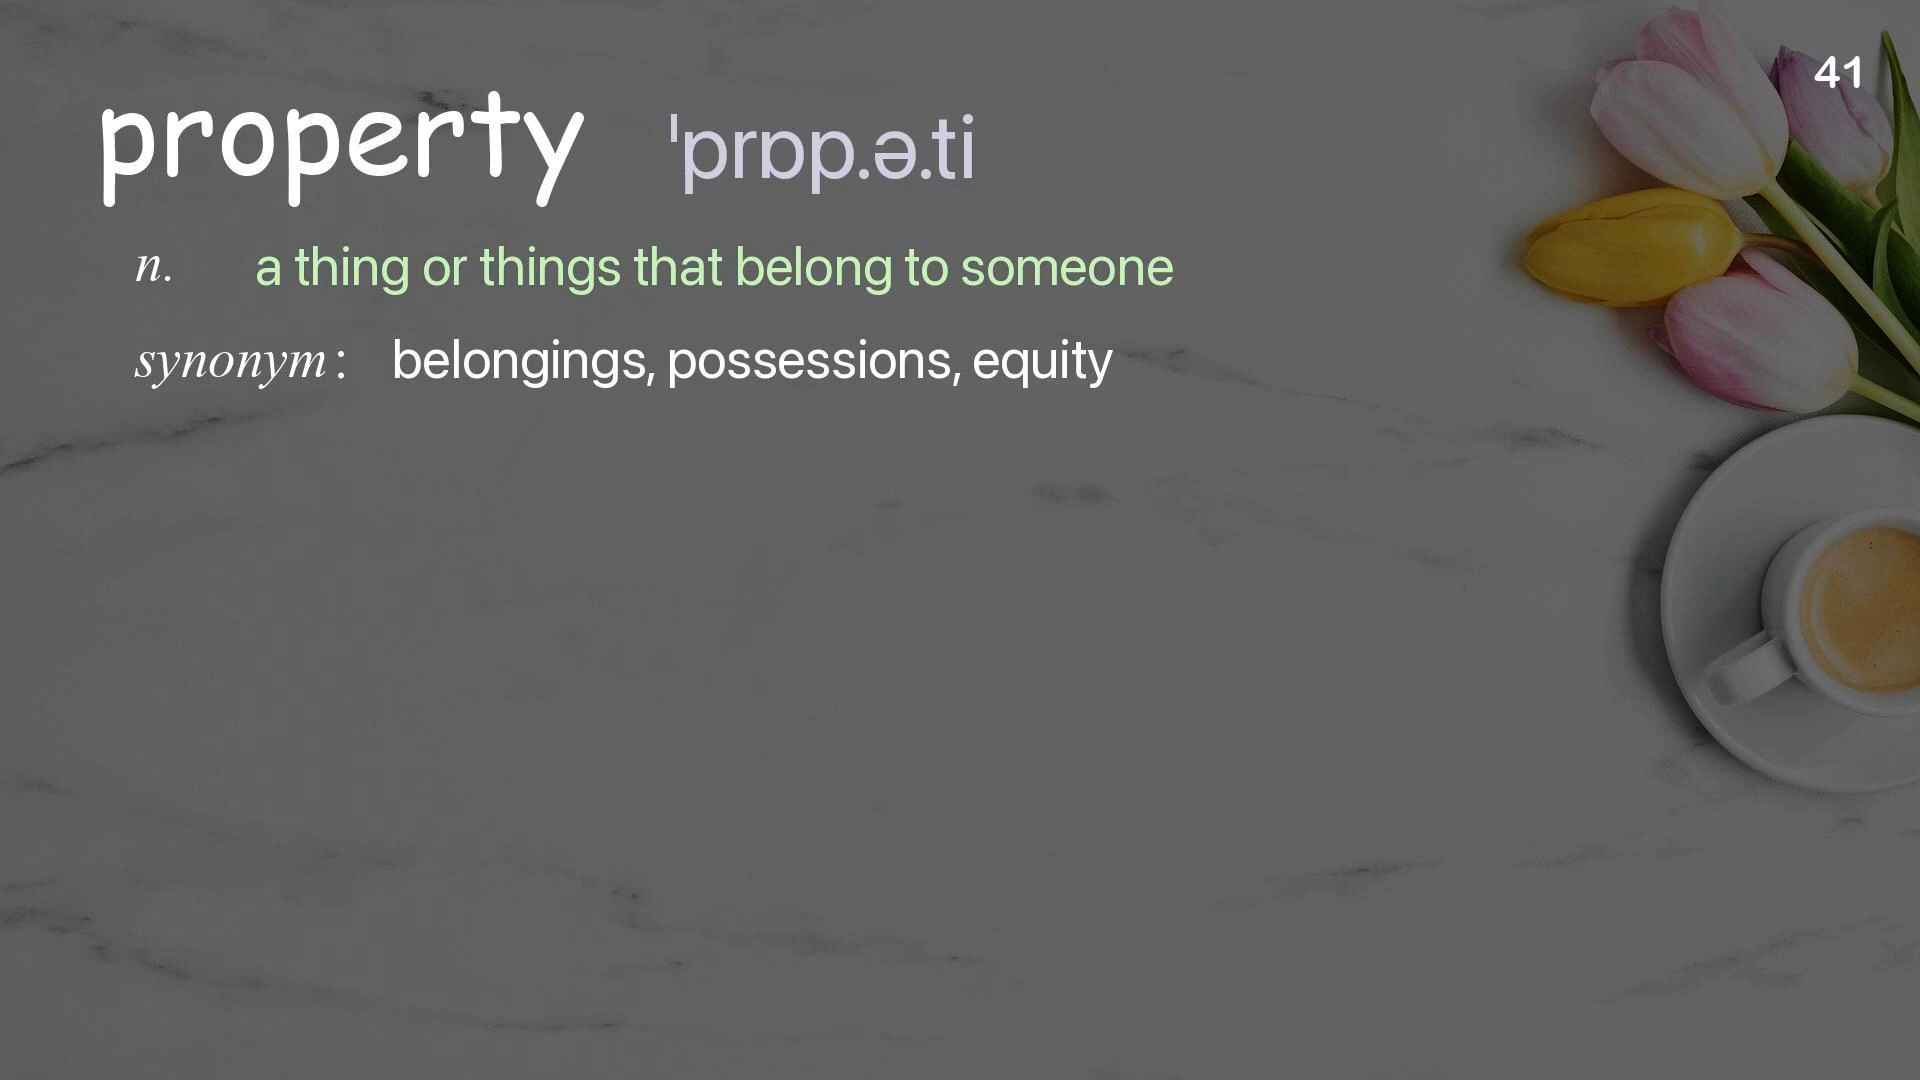 41
property ˈprɒp.ə.ti
n. a thing or things that belong to someone
synonym: belongings, possessions, equity